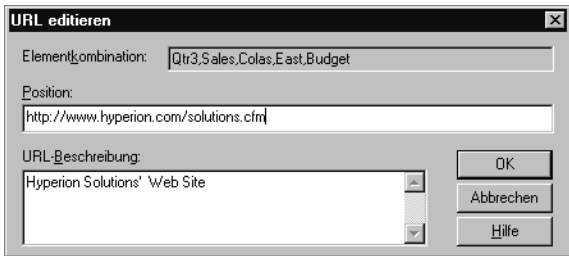 URL editieren
Elementkombination: Qtr3,Sales,Colas,East,Budget
Position:
http://www.hyperion.com/solutions.cfm
URL-Beschreibung:
Hyperion Solutions' Web Site
OK
Abbrechen
Hilfe